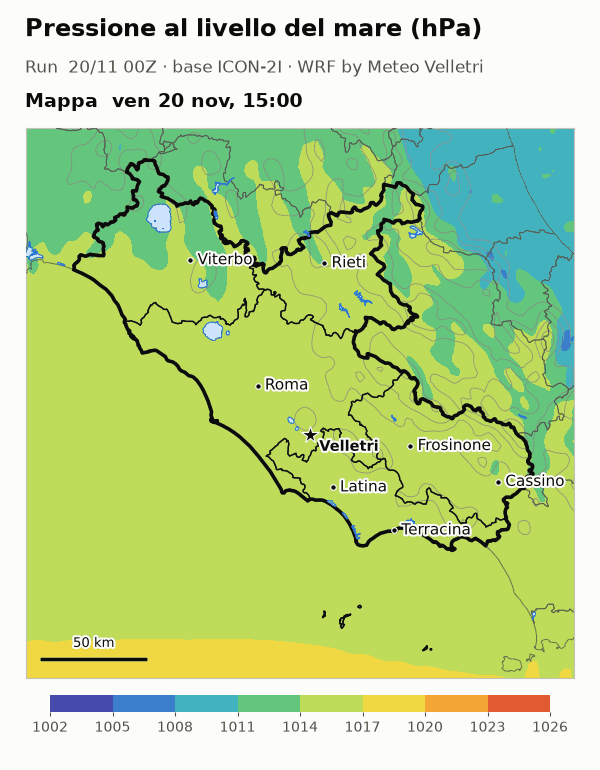 Pressione al livello del mare (hPa)
Run  20/11 00Z · base ICON-2I · WRF by Meteo Velletri
Mappa  ven 20 nov, 15:00
Viterbo
Rieti
Roma
Velletri
Frosinone
Latina
Cassino
Terracina
50 km
1002 1005 1008 1011 1014 1017 1020 1023 1026